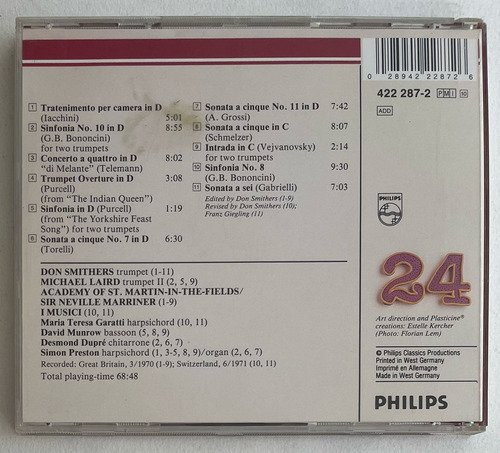 1 Tratenimento per camera in D
(Iacchini) 5:01
2 Sinfonia No. 10 in D 8:55
(G.B. Bononcini)
for two trumpets
3 Concerto a quattro in D 8:02
“di Melante” (Telemann)
4 Trumpet Overture in D 3:08
(Purcell)
(from “The Indian Queen”)
5 Sinfonia in D (Purcell) 1:19
(from “The Yorkshire Feast
Song”) for two trumpets
6 Sonata a cinque No. 7 in D 6:30
(Torelli)
7 Sonata a cinque No. 11 in D 7:42
(A. Grossi)
8 Sonata a cinque in C 8:07
(Schmelzer)
9 Intrada in C (Vejvanovsky) 2:14
for two trumpets
10 Sinfonia No. 8 9:30
(G.B. Bononcini)
11 Sonata a sei (Gabrielli) 7:03
Edited by Don Smithers (1-9)
Revised by Don Smithers (10);
Franz Giegling (11)
DON SMITHERS trumpet (1-11)
MICHAEL LAIRD trumpet II (2, 5, 9)
ACADEMY OF ST. MARTIN-IN-THE-FIELDS/
SIR NEVILLE MARRINER (1-9)
I MUSICI (10, 11)
Maria Teresa Garatti harpsichord (10, 11)
David Munrow bassoon (5, 8, 9)
Desmond Dupré chitarrone (2, 6, 7)
Simon Preston harpsichord (1, 3-5, 8, 9)/organ (2, 6, 7)
Recorded: Great Britain, 3/1970 (1-9); Switzerland, 6/1971 (10, 11)
Total playing-time 68:48
0 28942 22872 6
422 287-2 PM I 10
ADD
PHILIPS
24
Art direction and Plasticine®
creations: Estelle Kercher
(Photo: Florian Lem)
℗ Philips Classics Productions
Printed in West Germany
Imprimé en Allemagne
Made in West Germany
PHILIPS